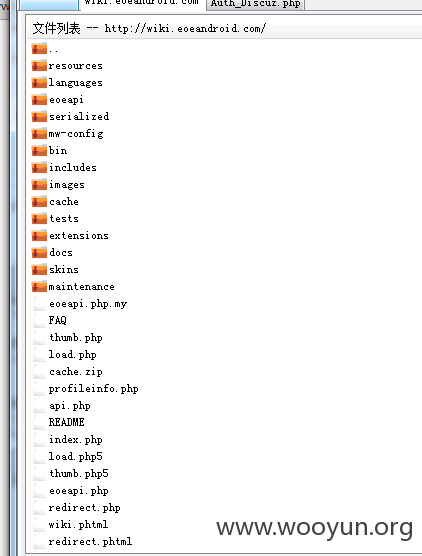 wiki.eoeandroid.com Auth_Discuz.php
文件列表 -- http://wiki.eoeandroid.com/
..
resources
languages
eoeapi
serialized
mw-config
bin
includes
images
cache
tests
extensions
docs
skins
maintenance
eoeapi.php.my
FAQ
thumb.php
load.php
cache.zip
profileinfo.php
api.php
README
index.php
load.php5
thumb.php5
eoeapi.php
redirect.php
wiki.phtml
redirect.phtml
www.wooyun.org